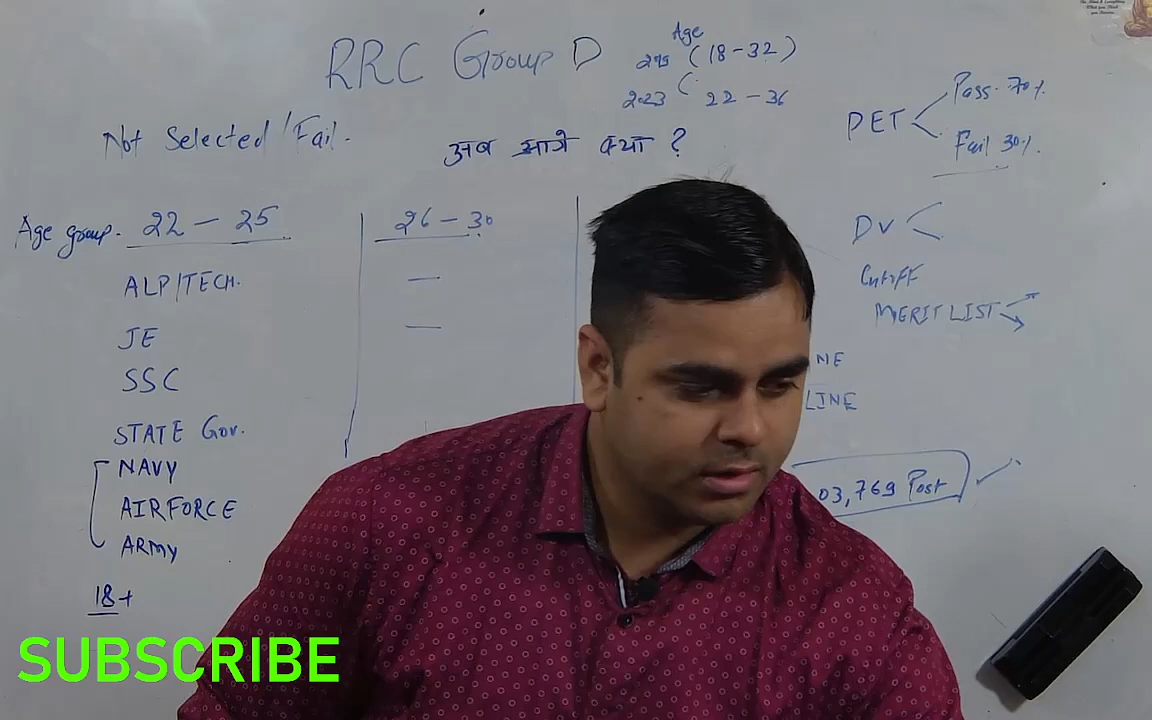 RRC Group D
Age
2019 (18-32)
2023 ( 22-36
Not Selected/Fail.
अब आगे क्या ?
PET
Pass 70%.
Fail 30%.
Age group. 22 - 25
26 - 30
ALP/TECH.
—
JE
—
SSC
STATE Gov.
NAVY
AIRFORCE
ARMY
18+
DV
Cutoff
MERIT LIST
NE
LINE
03,769 Post
SUBSCRIBE